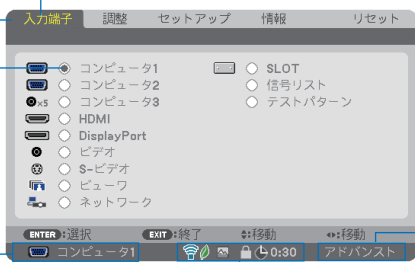 入力端子 調整 セットアップ 情報 リセット
コンピュータ1 SLOT
コンピュータ2 信号リスト
×5 コンピュータ3 テストパターン
HDMI
DisplayPort
ビデオ
S-ビデオ
ビューワ
ネットワーク
ENTER:選択 EXIT:終了 :移動 :移動
コンピュータ1 0:30 アドバンスト